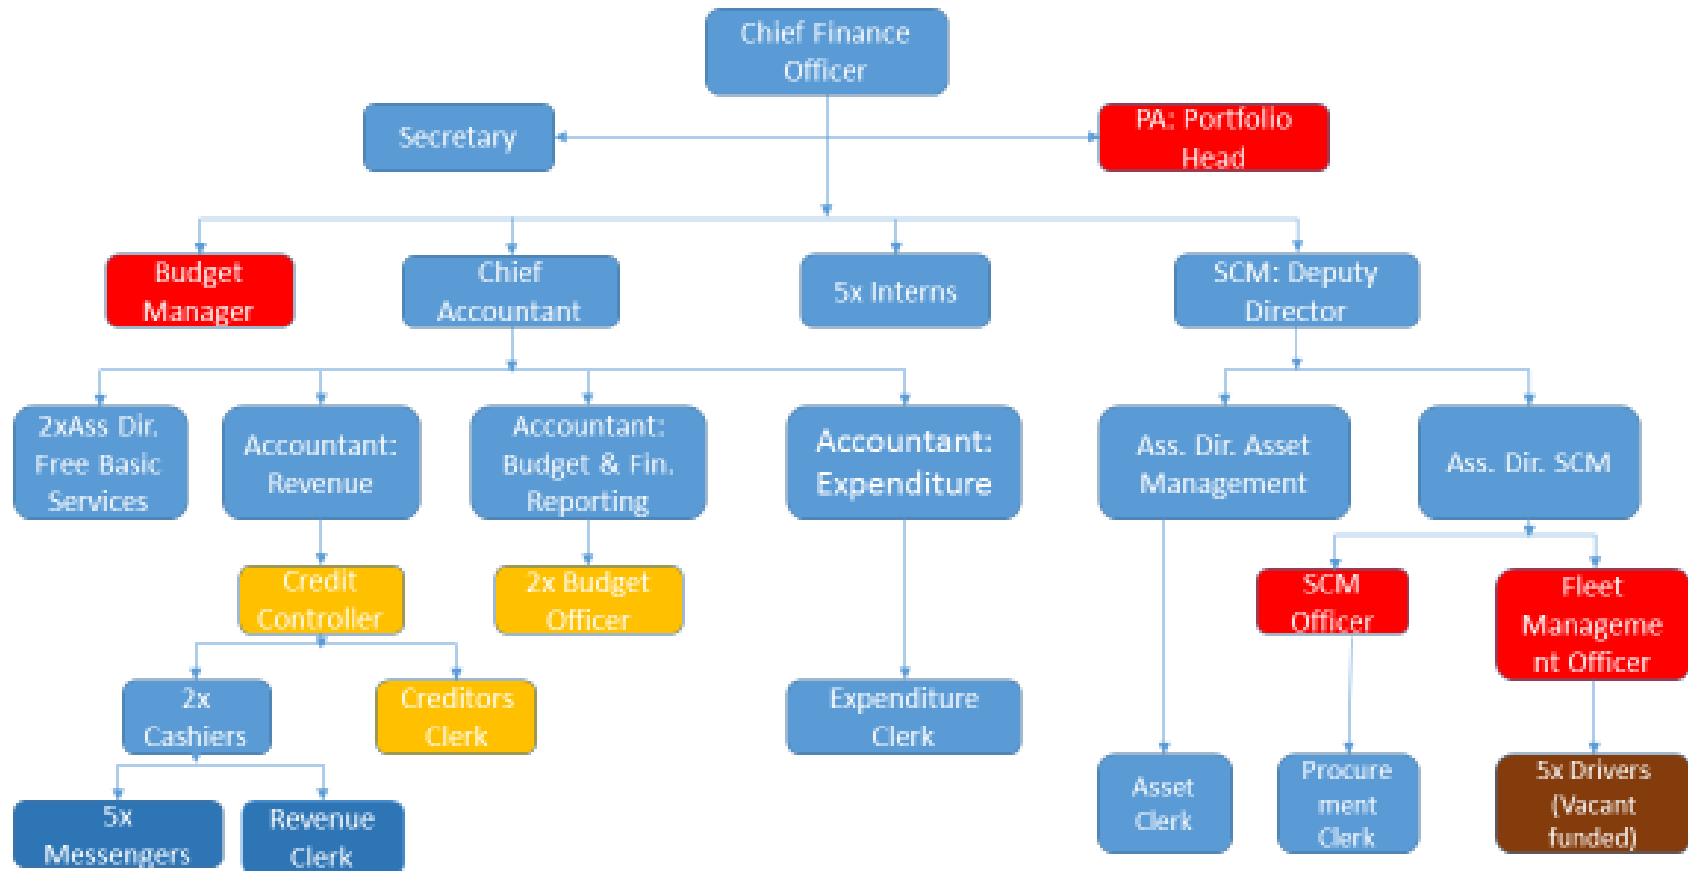 Chief Finance
Officer
Secretary
PA: Portfolio
Head
Budget
Manager
Chief
Accountant
5x Interns
SCM: Deputy
Director
2xAss Dir.
Free Basic
Services
Accountant:
Revenue
Accountant:
Budget & Fin.
Reporting
Accountant:
Expenditure
Ass. Dir. Asset
Management
Ass. Dir. SCM
Credit
Controller
2x Budget
Officer
SCM
Officer
Fleet
Manageme
nt Officer
2x
Cashiers
Creditors
Clerk
Expenditure
Clerk
Asset
Clerk
Procure
ment
Clerk
5x Drivers
(Vacant
funded)
5x
Messengers
Revenue
Clerk